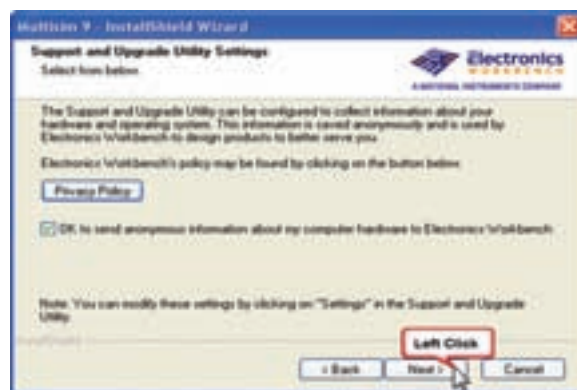 Multisim 9 - InstallShield Wizard
Support and Upgrade Utility Settings
Select from below.
Electronics
WORKBENCH
A NATIONAL INSTRUMENTS COMPANY
The Support and Upgrade Utility can be configured to collect information about your
hardware and operating system. This information is saved anonymously and is used by
Electronics Workbench to design products to better serve you.
Electronics Workbench's policy may be found by clicking on the button below.
Privacy Policy
OK to send anonymous information about my computer hardware to Electronics Workbench
Note: You can modify these settings by clicking on "Settings" in the Support and Upgrade
Utility.
InstallShield
Left Click
< Back
Next >
Cancel